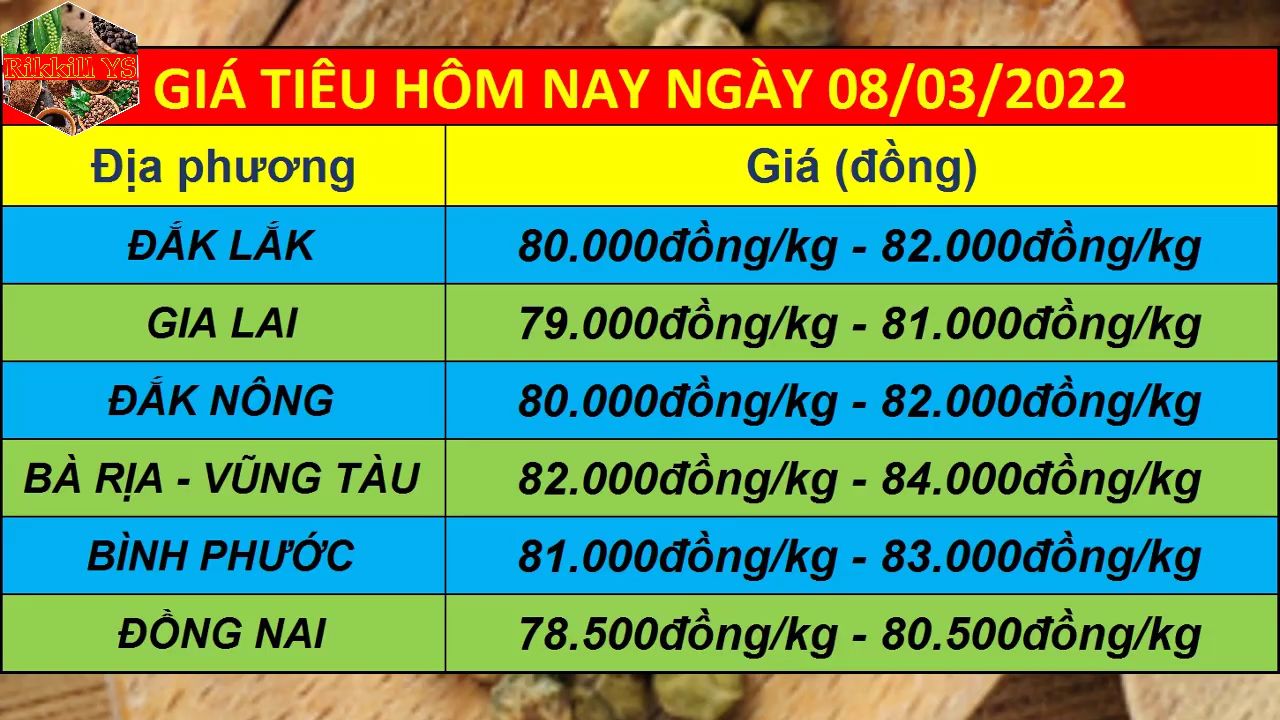 Rikkill YS
GIÁ TIÊU HÔM NAY NGÀY 08/03/2022
Địa phương Giá (đồng)
ĐẮK LẮK 80.000đồng/kg - 82.000đồng/kg
GIA LAI 79.000đồng/kg - 81.000đồng/kg
ĐẮK NÔNG 80.000đồng/kg - 82.000đồng/kg
BÀ RỊA - VŨNG TÀU 82.000đồng/kg - 84.000đồng/kg
BÌNH PHƯỚC 81.000đồng/kg - 83.000đồng/kg
ĐỒNG NAI 78.500đồng/kg - 80.500đồng/kg